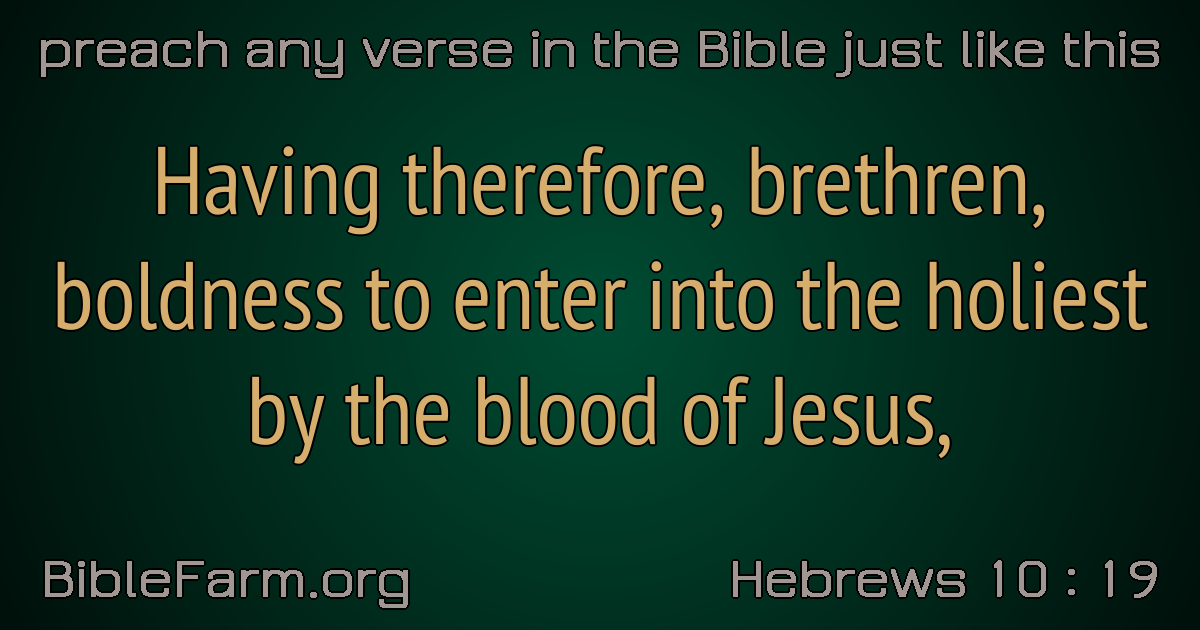 preach any verse in the Bible just like this
Having therefore, brethren,
boldness to enter into the holiest
by the blood of Jesus,
BibleFarm.org
Hebrews 10 : 19